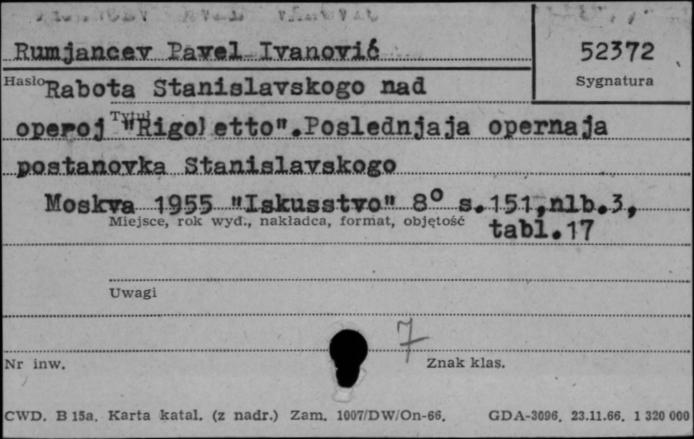 Rumjancev Pavel Ivanovič
52372
Hasło
Sygnatura
Rabota Stanislavskogo nad
Tytuł
operoj "Rigoletto".Poslednjaja opernaja
postanovka Stanislavskogo
Moskva 1955 "Iskusstvo" 8° s.151,nlb.3,
Miejsce, rok wyd., nakładca, format, objętość
tabl.17
Uwagi
7
Nr inw.
Znak klas.
CWD. B 15a. Karta katal. (z nadr.) Zam. 1007/DW/On-66. GDA-3096. 23.11.66. 1 320 000